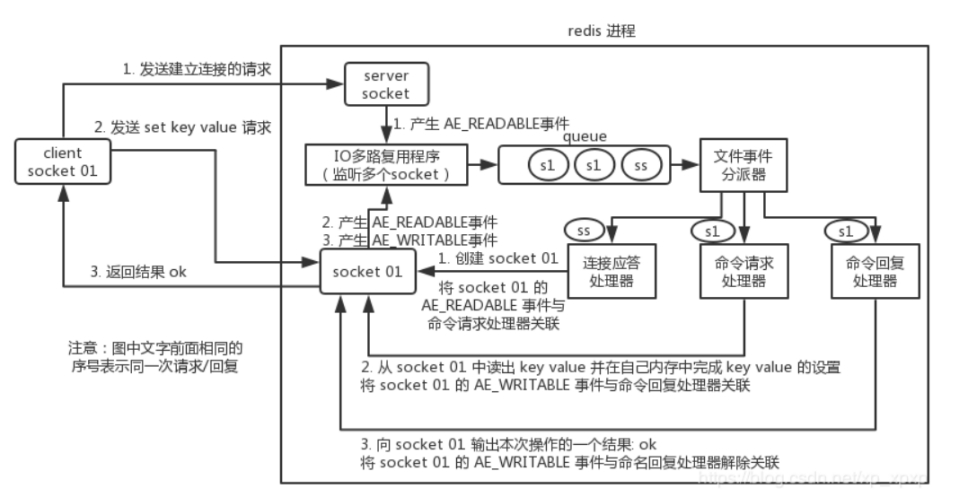 redis 进程
1. 发送建立连接的请求
server
socket
1. 产生 AE_READABLE事件
2. 发送 set key value 请求
queue
client
socket 01
IO多路复用程序
（监听多个socket）
s1
s1
ss
文件事件
分派器
2. 产生 AE_READABLE事件
3. 产生 AE_WRITABLE事件
ss
s1
s1
3. 返回结果 ok
socket 01
1. 创建 socket 01
将 socket 01 的
AE_READABLE 事件与
命令请求处理器关联
连接应答
处理器
命令请求
处理器
命令回复
处理器
注意：图中文字前面相同的
序号表示同一次请求/回复
2. 从 socket 01 中读出 key value 并在自己内存中完成 key value 的设置
将 socket 01 的 AE_WRITABLE 事件与命令回复处理器关联
3. 向 socket 01 输出本次操作的一个结果: ok
将 socket 01 的 AE_WRITABLE 事件与命名回复处理器解除关联
https://blog.csdn.net/xp_xpxp